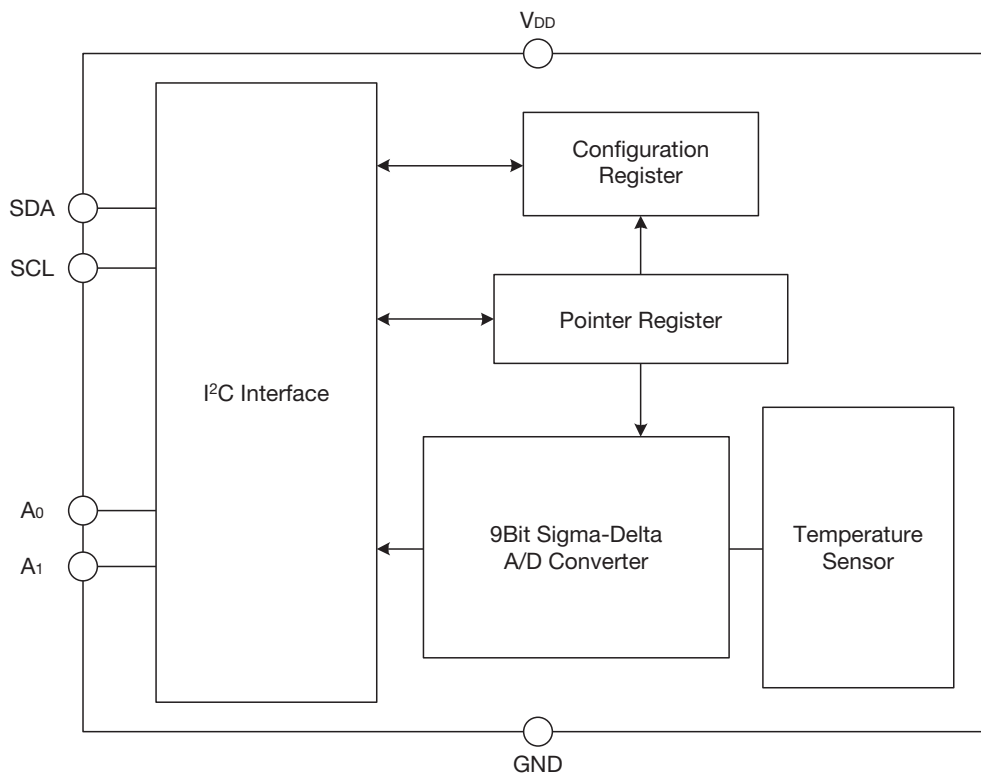 VDD
Configuration
Register
SDA
SCL
Pointer Register
I²C Interface
A0
9Bit Sigma-Delta
A/D Converter
Temperature
Sensor
A1
GND